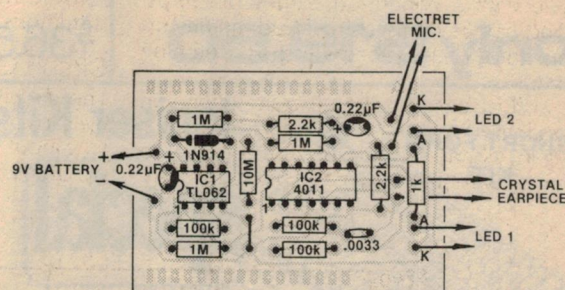 ELECTRET
MIC.
0.22µF
+
K
LED 2
A
1M
2.2k
1M
1N914
+
9V BATTERY
−
0.22µF
+
IC1
TL062
1
10M
IC2
4011
1
2.2k
1k
CRYSTAL
EARPIECE
A
LED 1
K
100k
1M
100k
100k
.0033